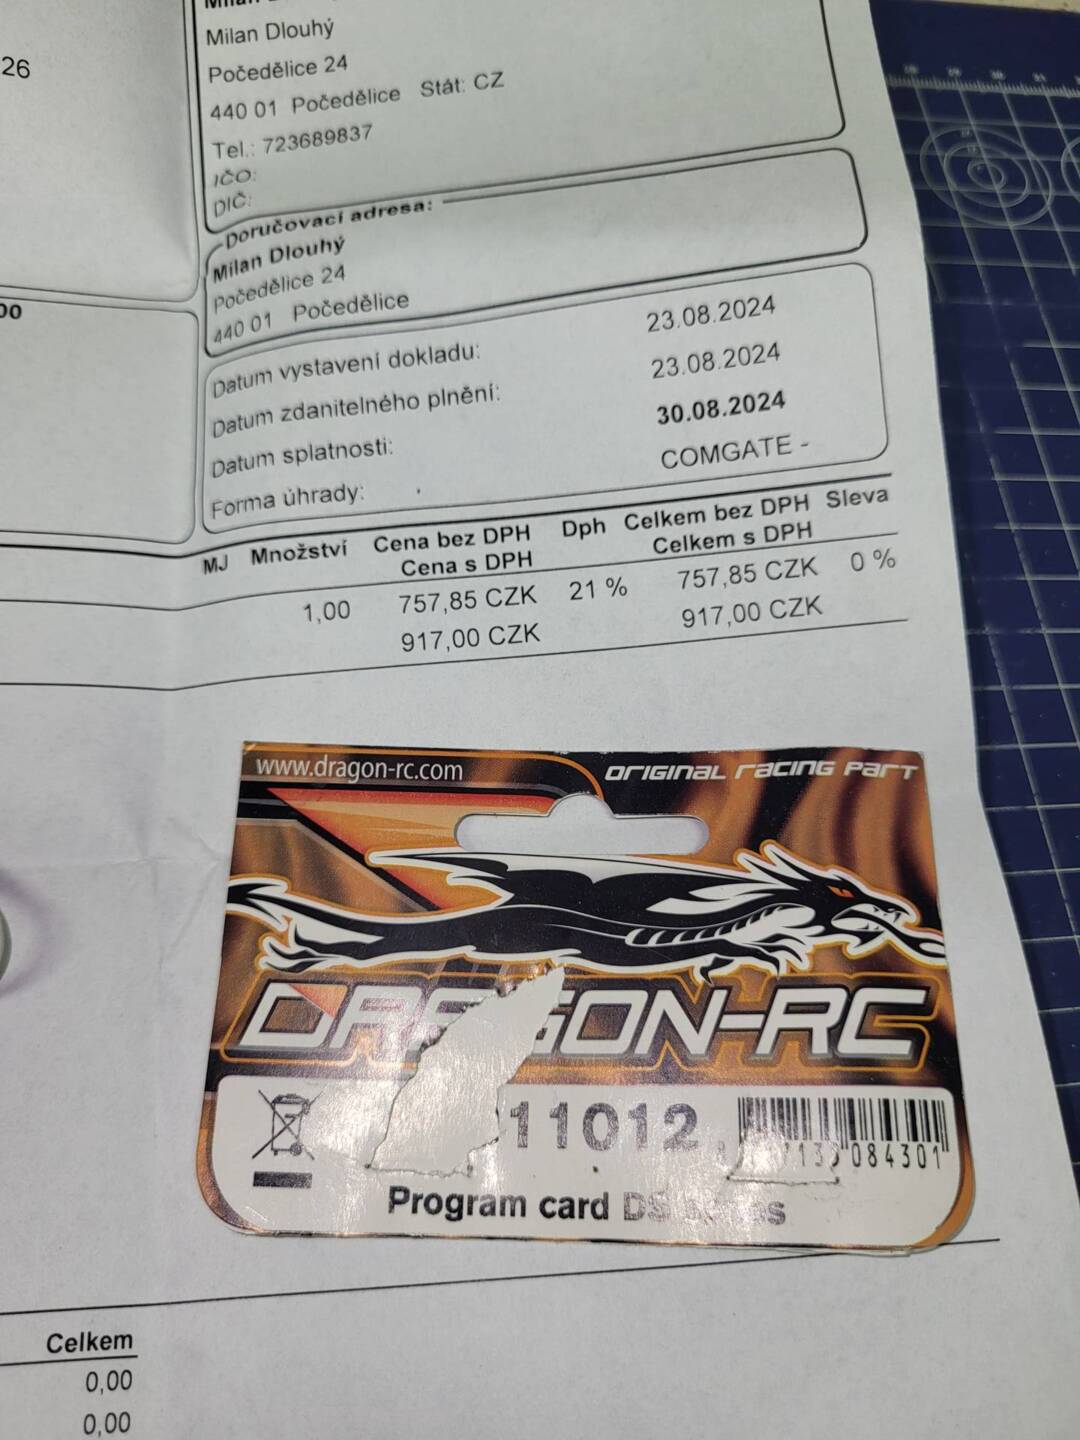 Milan Dlouhý
26
Počedělice 24
440 01 Počedělice Stát: CZ
Tel.: 723689837
IČO:
DIČ:
Doručovací adresa:
Milan Dlouhý
Počedělice 24
440 01 Počedělice
00
Datum vystavení dokladu: 23.08.2024
Datum zdanitelného plnění: 23.08.2024
Datum splatnosti: 30.08.2024
Forma úhrady: COMGATE -
MJ Množství Cena bez DPH Dph Celkem bez DPH Sleva
Cena s DPH Celkem s DPH
1,00 757,85 CZK 21 % 757,85 CZK 0 %
917,00 CZK 917,00 CZK
www.dragon-rc.com ORIGINAL RACING PART
DRAGON-RC
11012
084301
Program card DS
Celkem
0,00
0,00